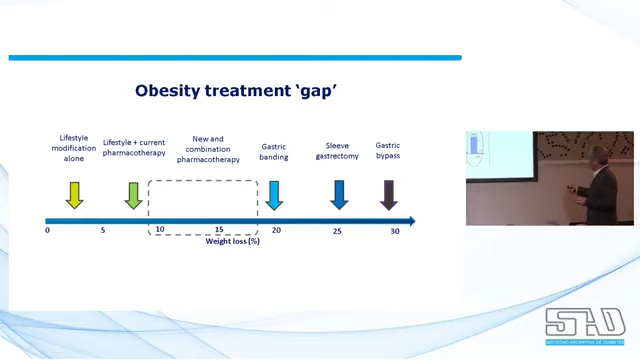 Obesity treatment ‘gap’
Lifestyle
modification
alone
Lifestyle + current
pharmacotherapy
New and
combination
pharmacotherapy
Gastric
banding
Sleeve
gastrectomy
Gastric
bypass
0 5 10 15 20 25 30
Weight loss (%)
SAD
SOCIEDAD ARGENTINA DE DIABETES